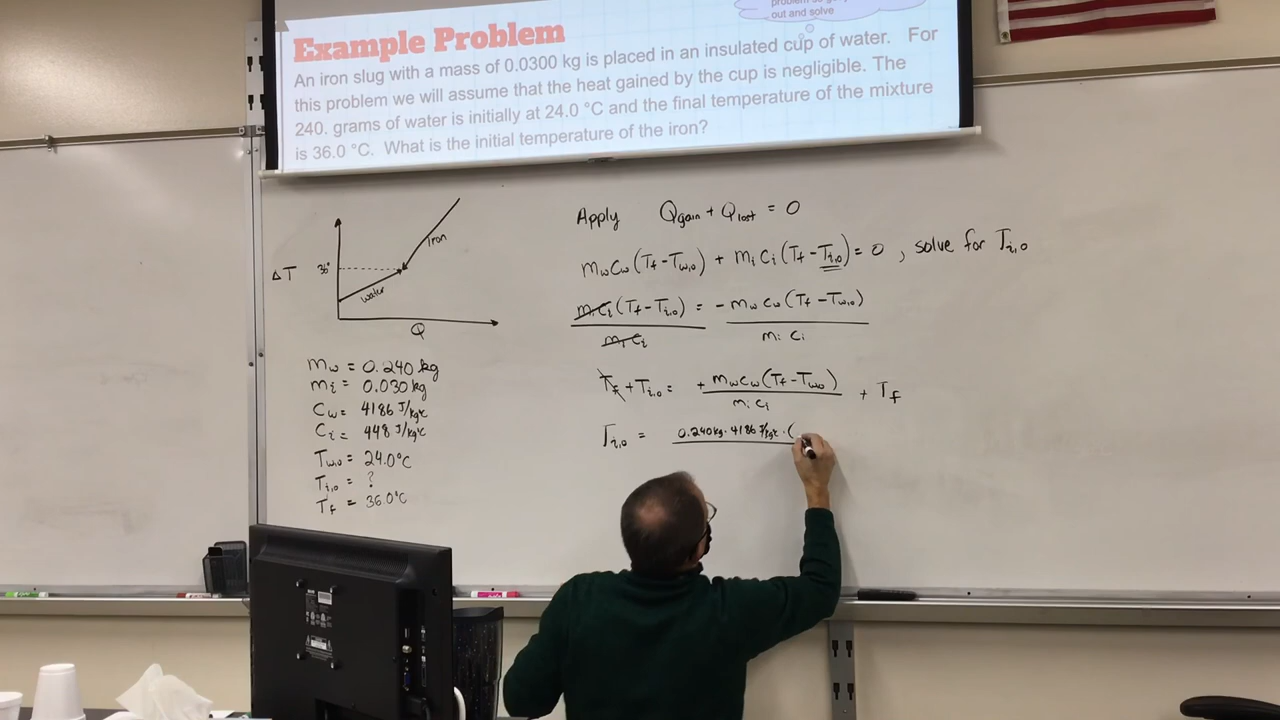 out and solve
Example Problem
An iron slug with a mass of 0.0300 kg is placed in an insulated cup of water. For
this problem we will assume that the heat gained by the cup is negligible. The
240. grams of water is initially at 24.0 °C and the final temperature of the mixture
is 36.0 °C. What is the initial temperature of the iron?
ΔT
36°
iron
water
Q
Mw = 0.240 kg
mi = 0.030 kg
Cw = 4186 J/kg°C
Ci = 448 J/kg°C
Tw,o = 24.0°C
Ti,o = ?
Tf = 36.0°C
Apply Qgain + Qlost = 0
mwCw(Tf-Tw,o) + miCi(Tf-Ti,o) = 0, solve for Ti,o
miCi(Tf-Ti,o) = -mwcw(Tf-Tw,o)
miCi mi Ci
Tf + Ti,o = + mwcw(Tf-Two) + Tf
mi Ci
Ti,o = 0.240kg · 4186 J/kg°C · (